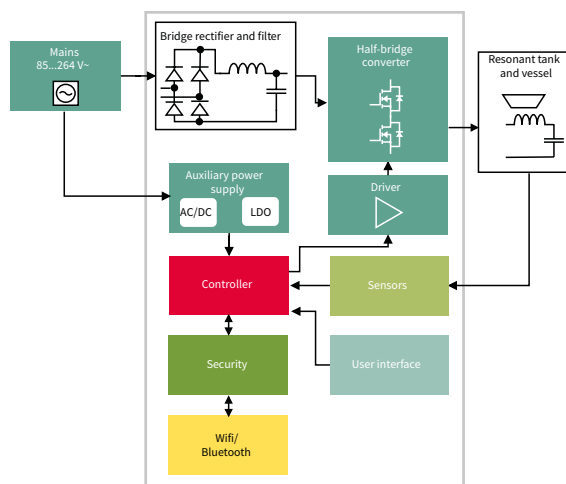 Mains
85...264 V~
Bridge rectifier and filter
Half-bridge
converter
Resonant tank
and vessel
Auxiliary power
supply
AC/DC
LDO
Driver
Controller
Sensors
Security
User interface
Wifi/
Bluetooth